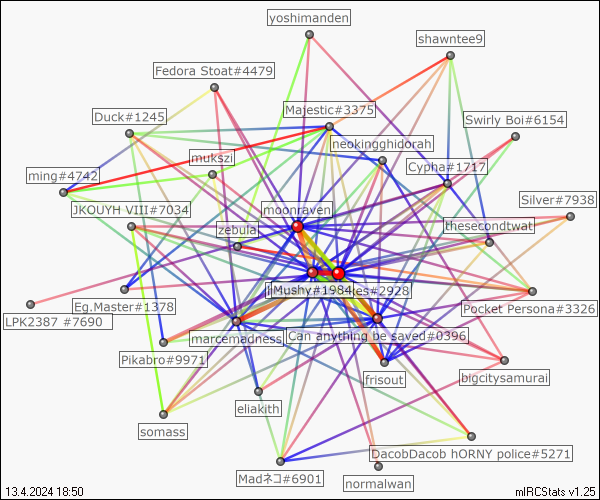 yoshimanden
shawntee9
Fedora Stoat#4479
Majestic#3375
Duck#1245
Swirly Boi#6154
neokingghidorah
mukszi
Cypha#1717
ming#4742
Silver#7938
JKOUYH VIII#7034
moonraven
thesecondtwat
zebulai
Mushy#1984
es#2928
Eg.Master#1378
Pocket Persona#3326
LPK2387 #7690
marcemadness
Can anything be saved#0396
Pikabro#9971
bigcitysamurai
frisout
eliakith
somass
DacobDacob hORNY police#5271
Madネコ#6901
normalwan
13.4.2024 18:50
mIRCStats v1.25